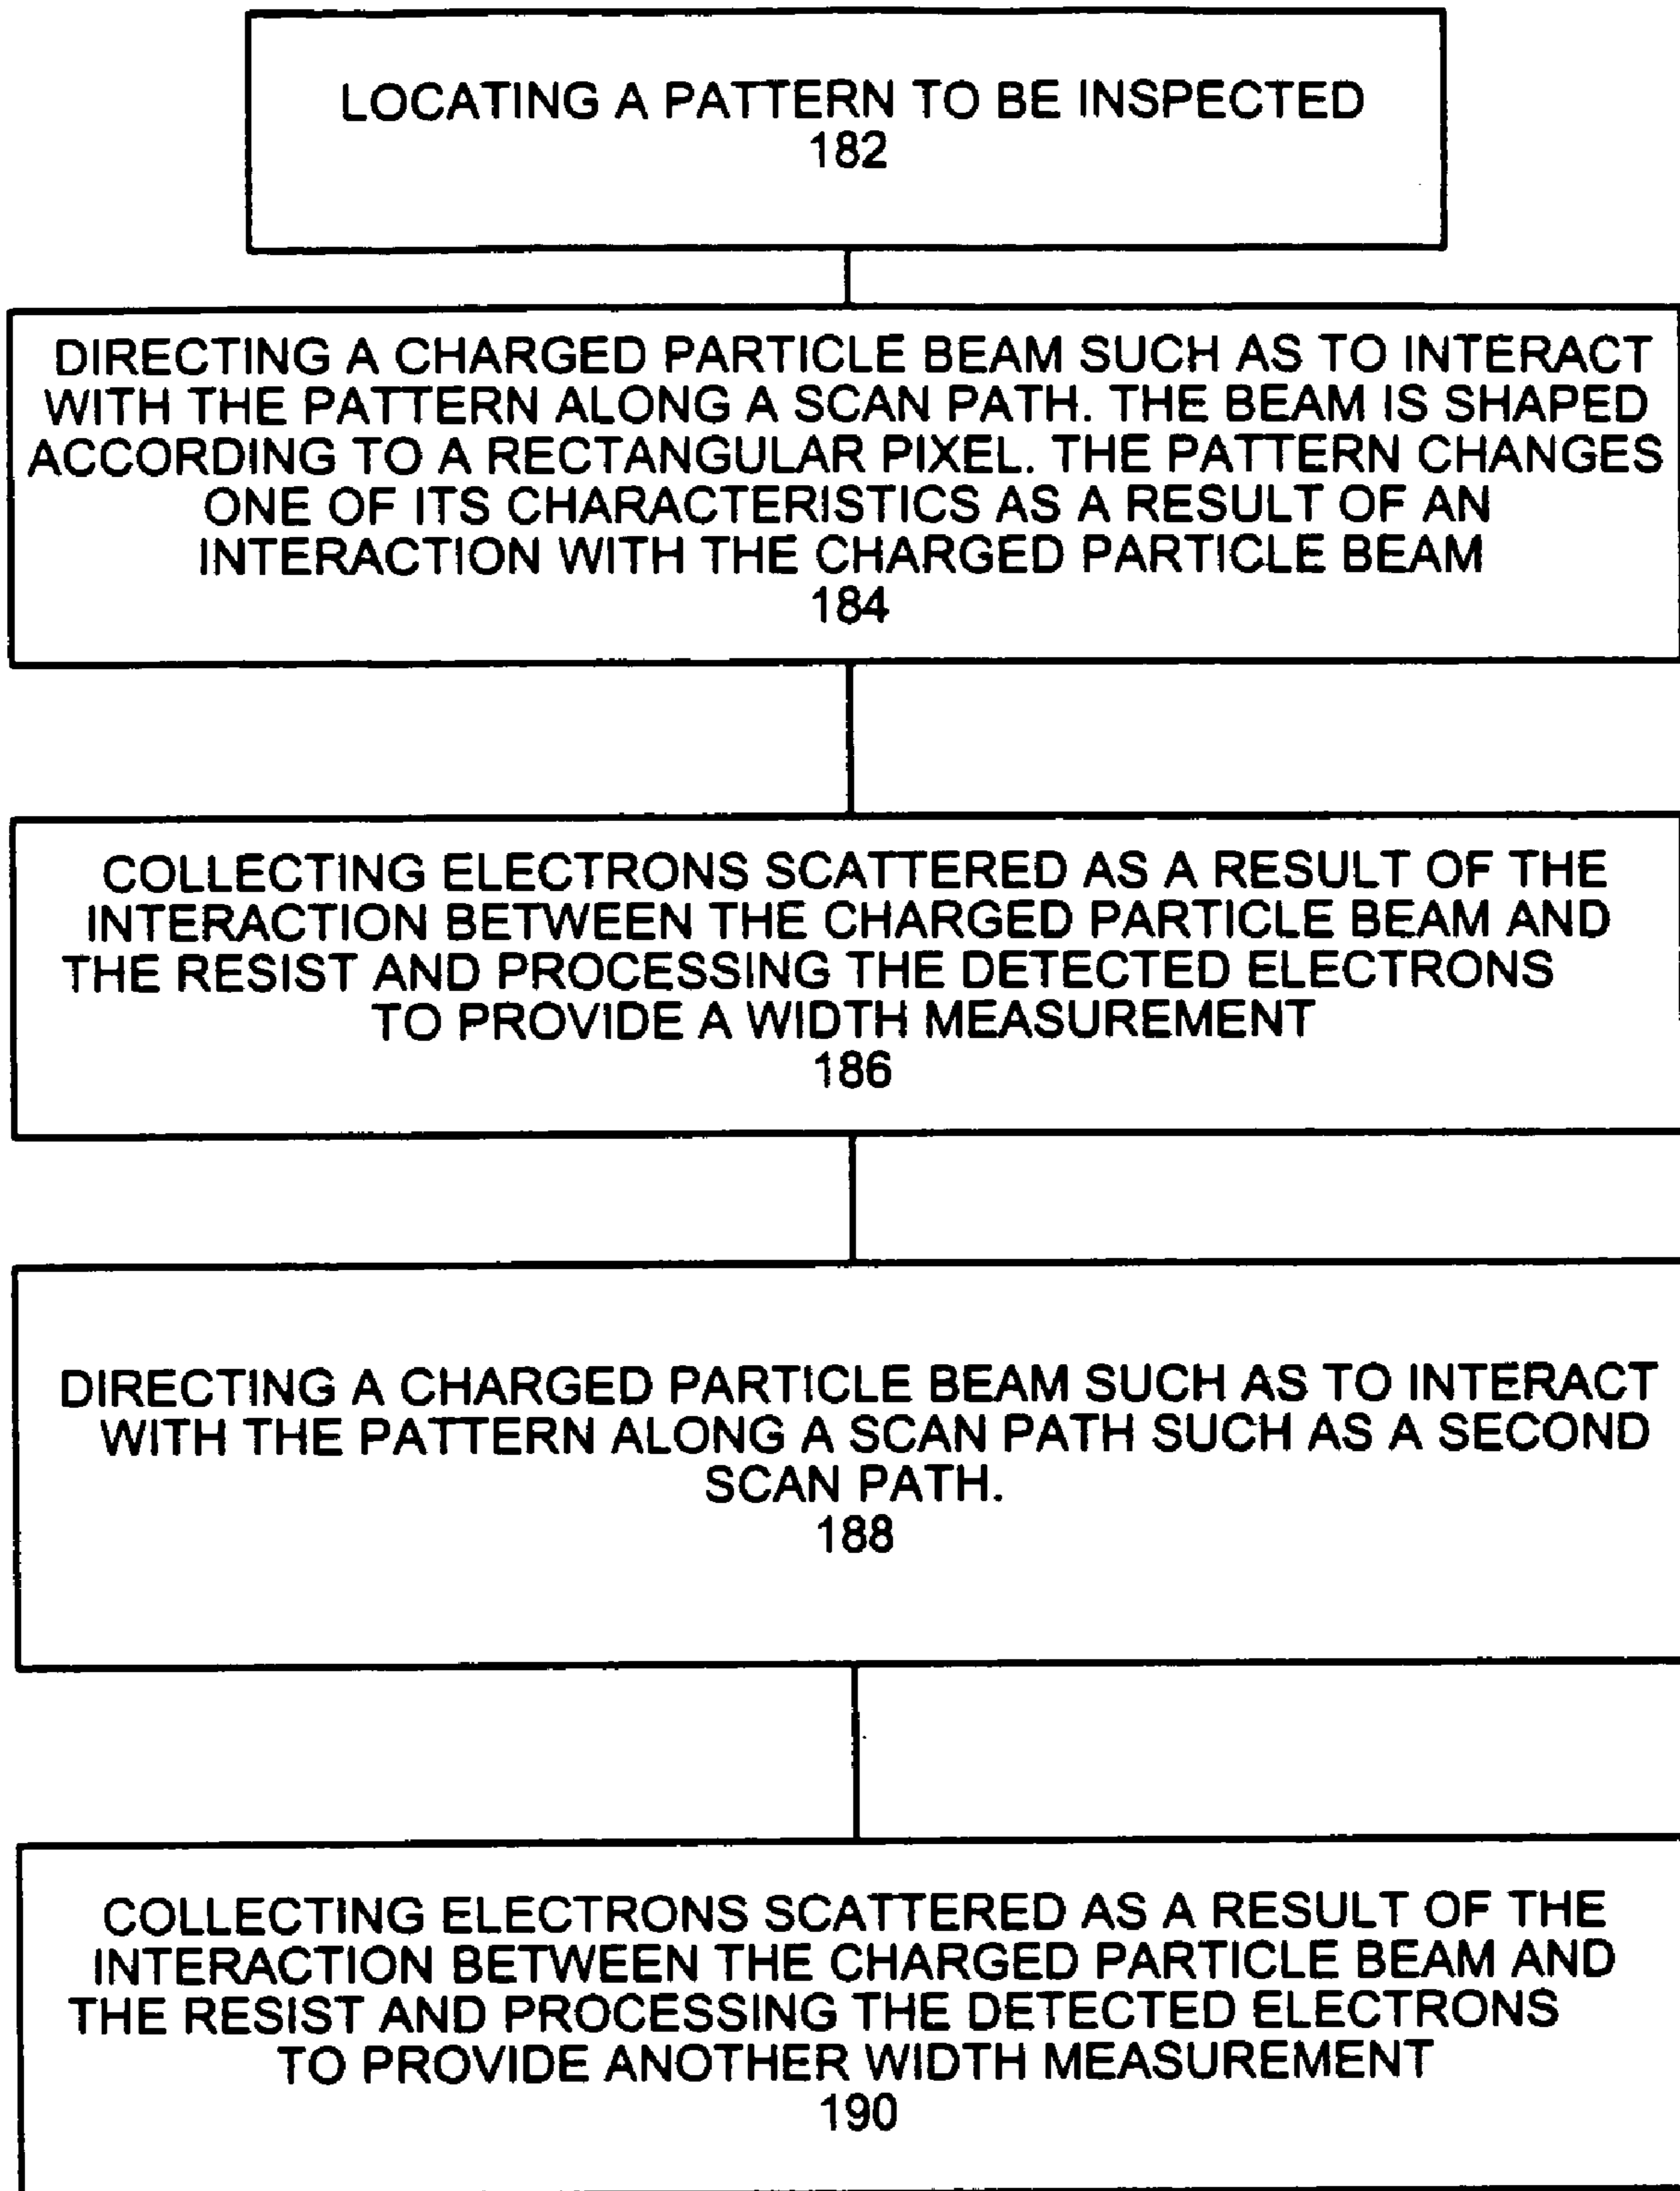 LOCATING A PATTERN TO BE INSPECTED
182
DIRECTING A CHARGED PARTICLE BEAM SUCH AS TO INTERACT
WITH THE PATTERN ALONG A SCAN PATH. THE BEAM IS SHAPED
ACCORDING TO A RECTANGULAR PIXEL. THE PATTERN CHANGES
ONE OF ITS CHARACTERISTICS AS A RESULT OF AN
INTERACTION WITH THE CHARGED PARTICLE BEAM
184
COLLECTING ELECTRONS SCATTERED AS A RESULT OF THE
INTERACTION BETWEEN THE CHARGED PARTICLE BEAM AND
THE RESIST AND PROCESSING THE DETECTED ELECTRONS
TO PROVIDE A WIDTH MEASUREMENT
186
DIRECTING A CHARGED PARTICLE BEAM SUCH AS TO INTERACT
WITH THE PATTERN ALONG A SCAN PATH SUCH AS A SECOND
SCAN PATH.
188
COLLECTING ELECTRONS SCATTERED AS A RESULT OF THE
INTERACTION BETWEEN THE CHARGED PARTICLE BEAM AND
THE RESIST AND PROCESSING THE DETECTED ELECTRONS
TO PROVIDE ANOTHER WIDTH MEASUREMENT
190